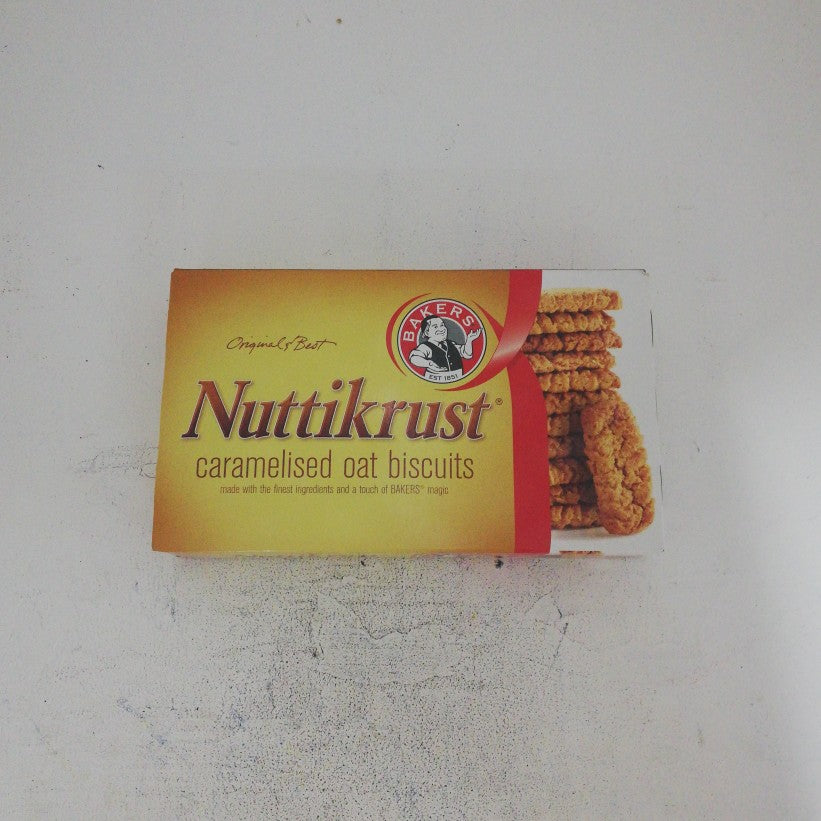 BAKERS
EST 1851
Original & Best
Nuttikrust®
caramelised oat biscuits
made with the finest ingredients and a touch of BAKERS® magic